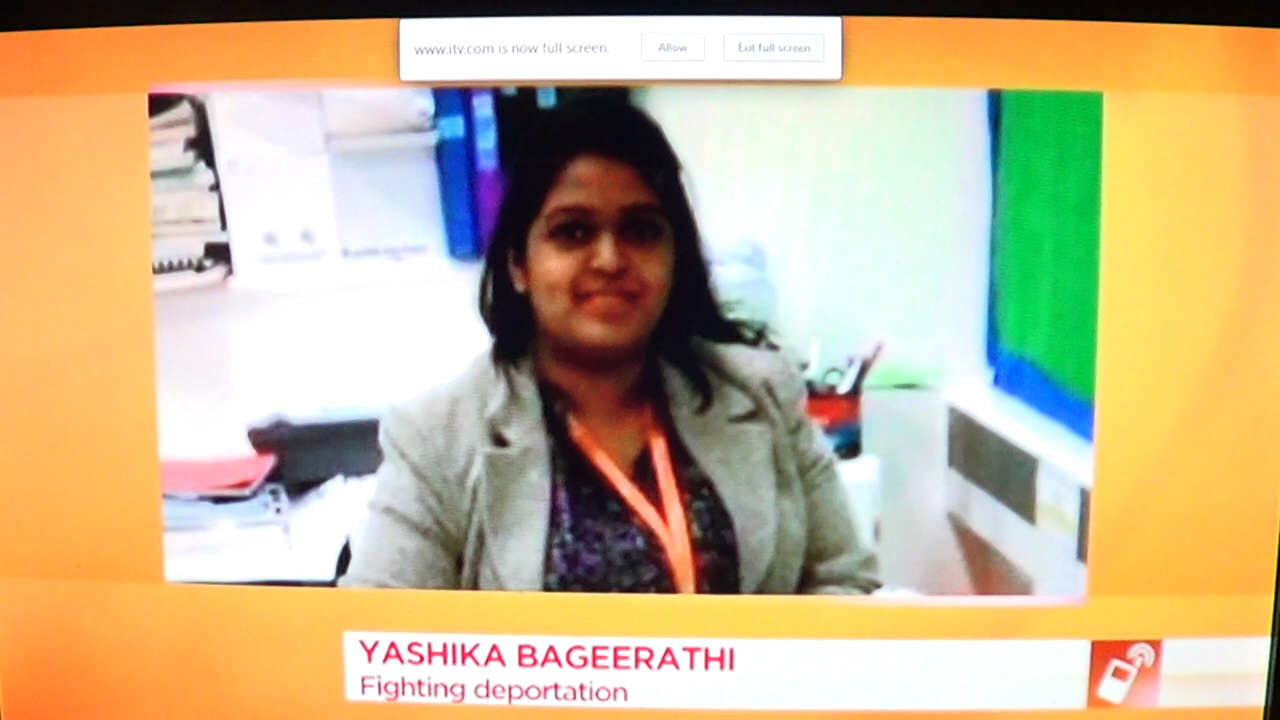 www.itv.com is now full screen. Allow Exit full screen
YASHIKA BAGEERATHI
Fighting deportation